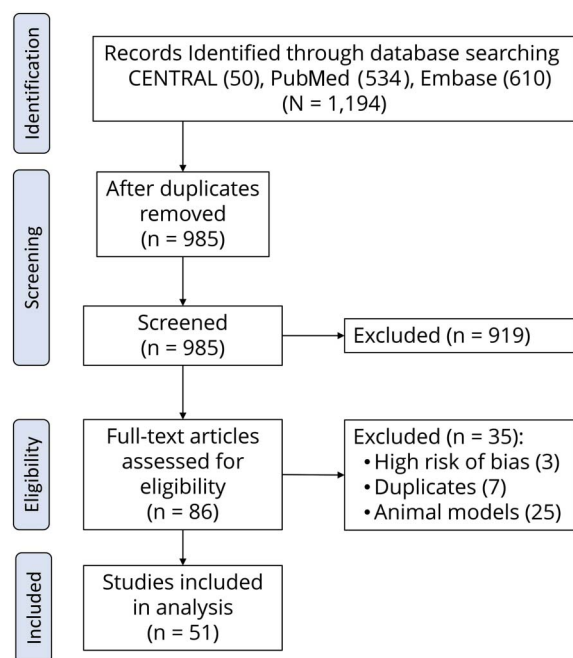 Identification
Records Identified through database searching
CENTRAL (50), PubMed (534), Embase (610)
(N = 1,194)
Screening
After duplicates
removed
(n = 985)
Screened
(n = 985)
Excluded (n = 919)
Eligibility
Full-text articles
assessed for
eligibility
(n = 86)
Excluded (n = 35):
• High risk of bias (3)
• Duplicates (7)
• Animal models (25)
Included
Studies included
in analysis
(n = 51)